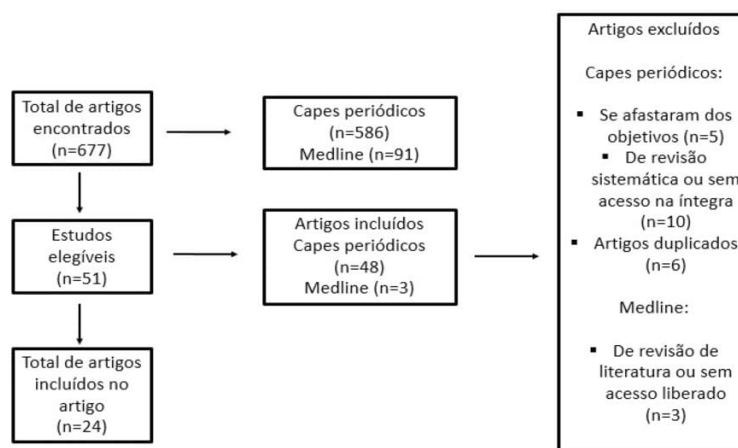 Total de artigos
encontrados
(n=677)
Capes periódicos
(n=586)
Medline (n=91)
Estudos
elegíveis
(n=51)
Artigos incluídos
Capes periódicos
(n=48)
Medline (n=3)
Total de artigos
incluídos no
artigo
(n=24)
Artigos excluídos
Capes periódicos:
▪ Se afastaram dos
objetivos (n=5)
▪ De revisão
sistemática ou sem
acesso na íntegra
(n=10)
▪ Artigos duplicados
(n=6)
Medline:
▪ De revisão de
literatura ou sem
acesso liberado
(n=3)